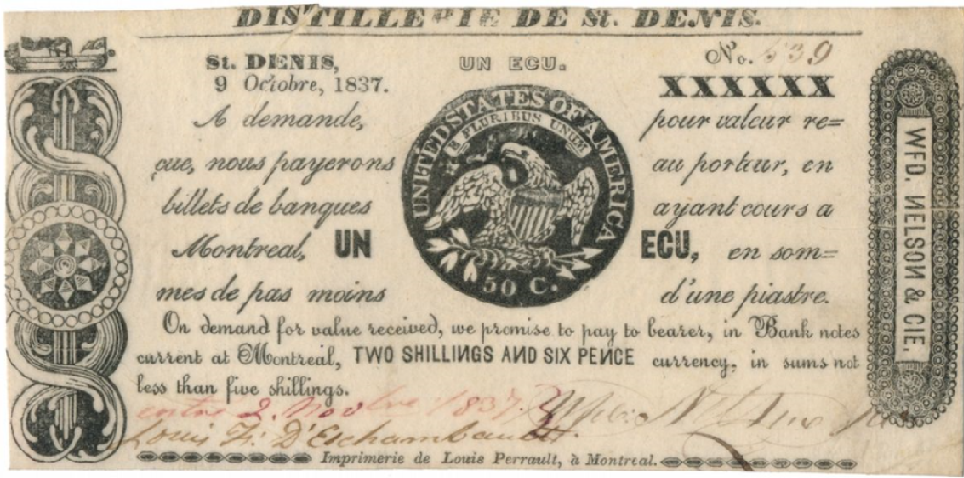 DISTILLERIE DE St. DENIS.
St. DENIS, UN ECU. No. 539
9 Octobre, 1837. XXXXXX
A demande, pour valeur re=
çue, nous payerons au porteur, en
billets de banques ayant cours a
Montreal, UN ECU, en som=
mes de pas moins d'une piastre.
UNITED STATES OF AMERICA
E PLURIBUS UNUM
50 C.
On demand for value received, we promise to pay to bearer, in Bank notes
current at Montreal, TWO SHILLINGS AND SIX PENCE currency, in sums not
less than five shillings.
1837
Louis F. D'Eschambault
Imprimerie de Louis Perrault, à Montreal.
WFD. NELSON & CIE.